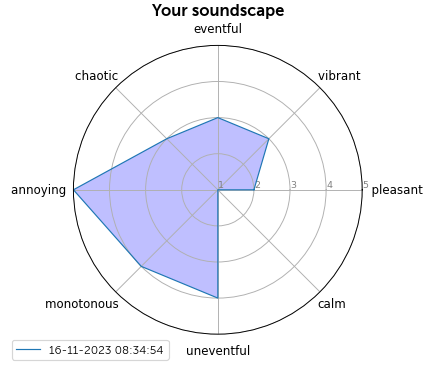 Your soundscape
eventful
chaotic
vibrant
annoying
1 2 3 4 5
pleasant
monotonous
calm
uneventful
16-11-2023 08:34:54